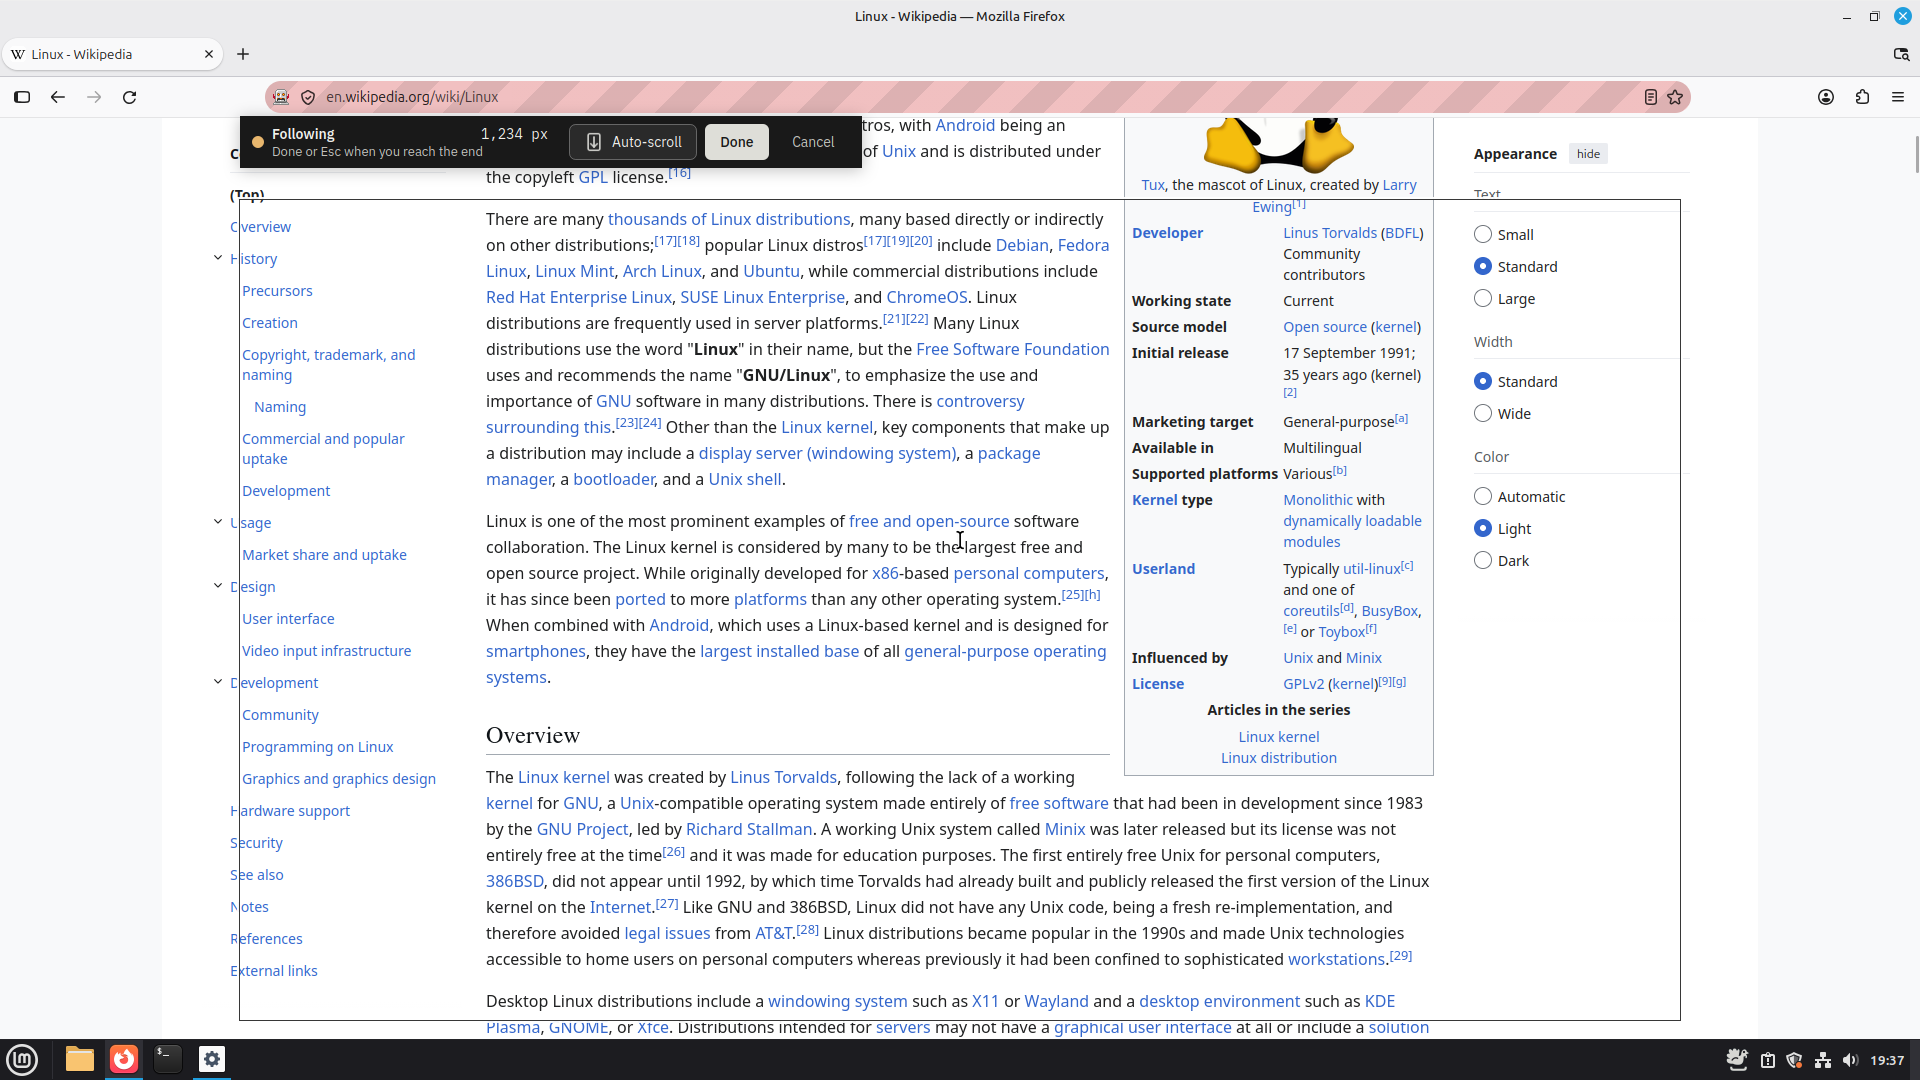 Linux - Wikipedia — Mozilla Firefox
Linux - Wikipedia
en.wikipedia.org/wiki/Linux
Following
Done or Esc when you reach the end
1,234 px
Auto-scroll
Done
Cancel
(Top)
Overview
History
Precursors
Creation
Copyright, trademark, and
naming
Naming
Commercial and popular
uptake
Development
Usage
Market share and uptake
Design
User interface
Video input infrastructure
Development
Community
Programming on Linux
Graphics and graphics design
Hardware support
Security
See also
Notes
References
External links
tros, with Android being an
of Unix and is distributed under
the copyleft GPL license.[16]
There are many thousands of Linux distributions, many based directly or indirectly
on other distributions;[17][18] popular Linux distros[17][19][20] include Debian, Fedora
Linux, Linux Mint, Arch Linux, and Ubuntu, while commercial distributions include
Red Hat Enterprise Linux, SUSE Linux Enterprise, and ChromeOS. Linux
distributions are frequently used in server platforms.[21][22] Many Linux
distributions use the word "Linux" in their name, but the Free Software Foundation
uses and recommends the name "GNU/Linux", to emphasize the use and
importance of GNU software in many distributions. There is controversy
surrounding this.[23][24] Other than the Linux kernel, key components that make up
a distribution may include a display server (windowing system), a package
manager, a bootloader, and a Unix shell.
Linux is one of the most prominent examples of free and open-source software
collaboration. The Linux kernel is considered by many to be the largest free and
open source project. While originally developed for x86-based personal computers,
it has since been ported to more platforms than any other operating system.[25][h]
When combined with Android, which uses a Linux-based kernel and is designed for
smartphones, they have the largest installed base of all general-purpose operating
systems.
Overview
The Linux kernel was created by Linus Torvalds, following the lack of a working
kernel for GNU, a Unix-compatible operating system made entirely of free software that had been in development since 1983
by the GNU Project, led by Richard Stallman. A working Unix system called Minix was later released but its license was not
entirely free at the time[26] and it was made for education purposes. The first entirely free Unix for personal computers,
386BSD, did not appear until 1992, by which time Torvalds had already built and publicly released the first version of the Linux
kernel on the Internet.[27] Like GNU and 386BSD, Linux did not have any Unix code, being a fresh re-implementation, and
therefore avoided legal issues from AT&T.[28] Linux distributions became popular in the 1990s and made Unix technologies
accessible to home users on personal computers whereas previously it had been confined to sophisticated workstations.[29]
Desktop Linux distributions include a windowing system such as X11 or Wayland and a desktop environment such as KDE
Plasma, GNOME, or Xfce. Distributions intended for servers may not have a graphical user interface at all or include a solution
Tux, the mascot of Linux, created by Larry
Ewing[1]
Developer Linus Torvalds (BDFL)
Community
contributors
Working state Current
Source model Open source (kernel)
Initial release 17 September 1991;
35 years ago (kernel)
[2]
Marketing target General-purpose[a]
Available in Multilingual
Supported platforms Various[b]
Kernel type Monolithic with
dynamically loadable
modules
Userland Typically util-linux[c]
and one of
coreutils[d], BusyBox,
[e] or Toybox[f]
Influenced by Unix and Minix
License GPLv2 (kernel)[9][g]
Articles in the series
Linux kernel
Linux distribution
Appearance hide
Text
Small
Standard
Large
Width
Standard
Wide
Color
Automatic
Light
Dark
19:37